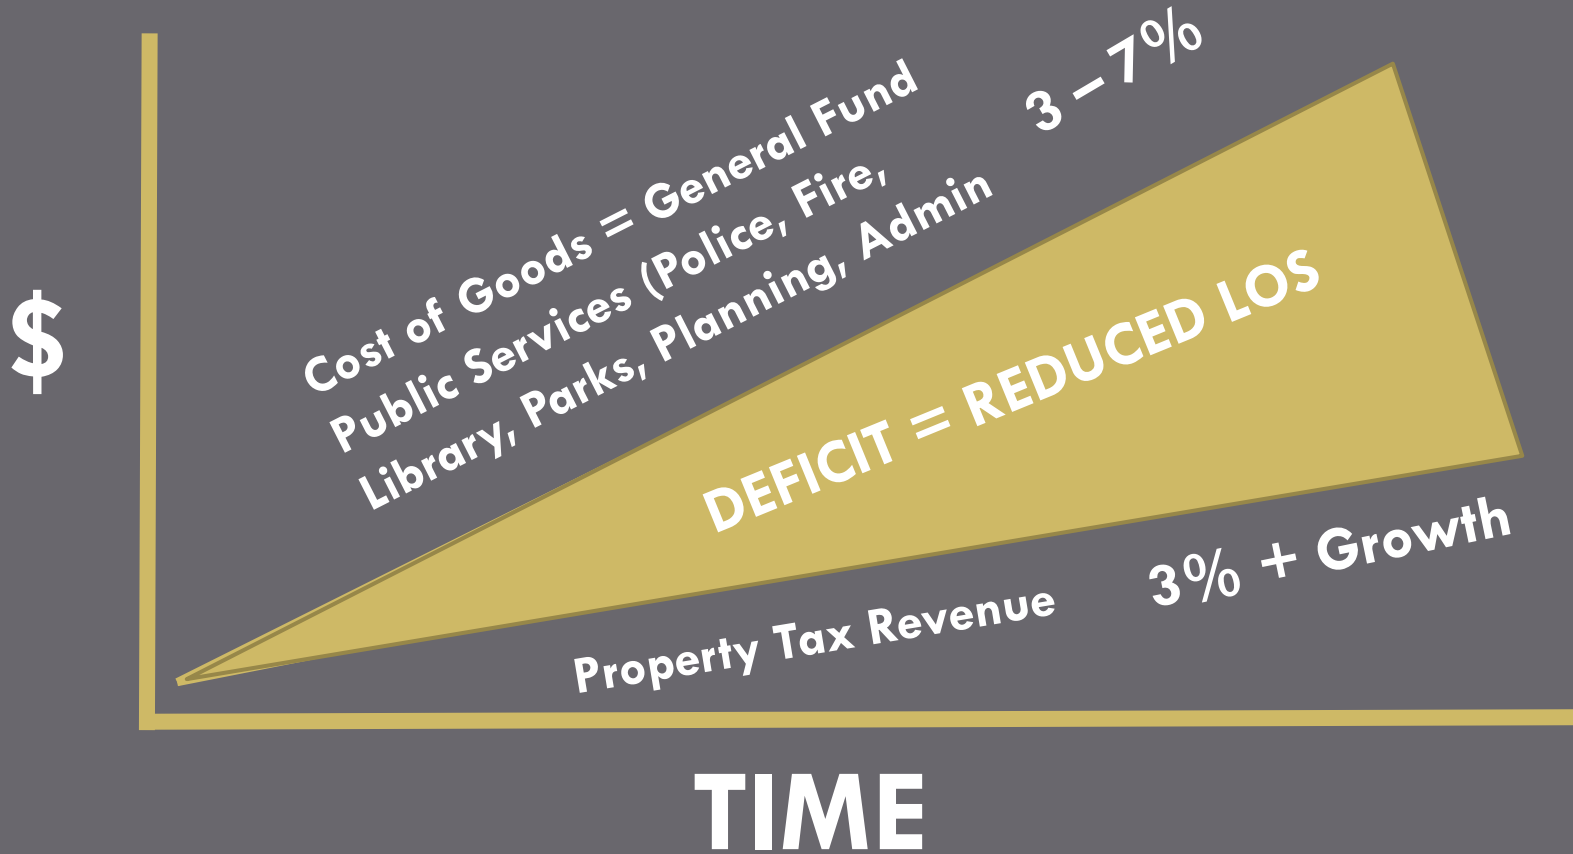 Cost of Goods = General Fund
Public Services (Police, Fire,
Library, Parks, Planning, Admin
3 – 7%
$
DEFICIT = REDUCED LOS
Property Tax Revenue
3% + Growth
TIME